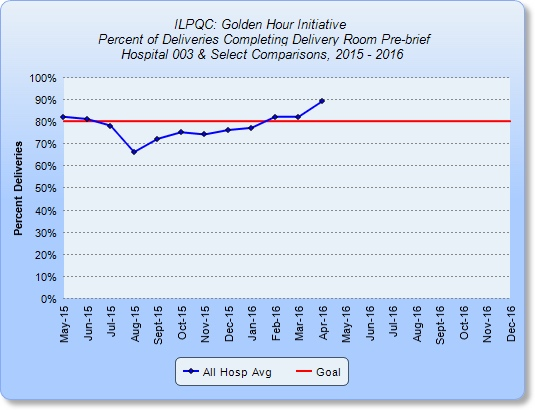 ILPQC: Golden Hour Initiative
Percent of Deliveries Completing Delivery Room Pre-brief
Hospital 003 & Select Comparisons, 2015 - 2016
100%
90%
80%
70%
60%
50%
40%
30%
20%
10%
0%
Percent Deliveries
May-15
Jun-15
Jul-15
Aug-15
Sept-15
Oct-15
Nov-15
Dec-15
Jan-16
Feb-16
Mar-16
Apr-16
May-16
Jun-16
Jul-16
Aug-16
Sept-16
Oct-16
Nov-16
Dec-16
All Hosp Avg
Goal